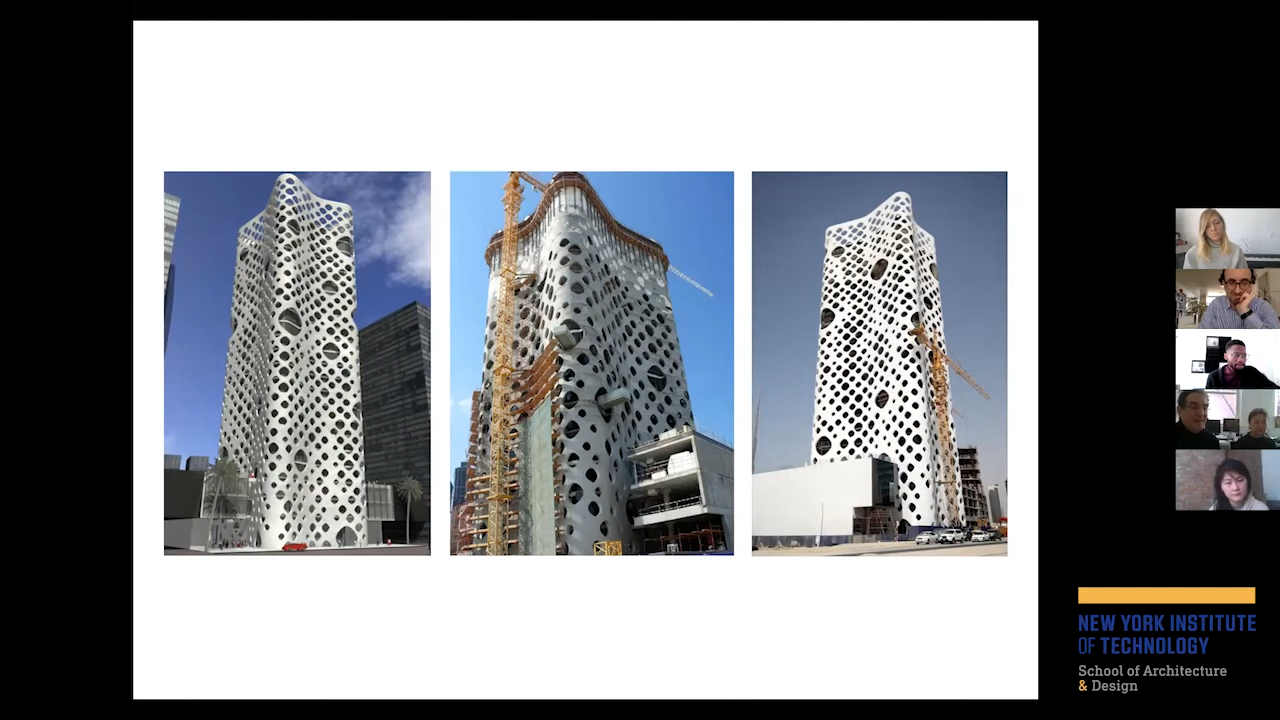 NEW YORK INSTITUTE
OF TECHNOLOGY
School of Architecture
& Design